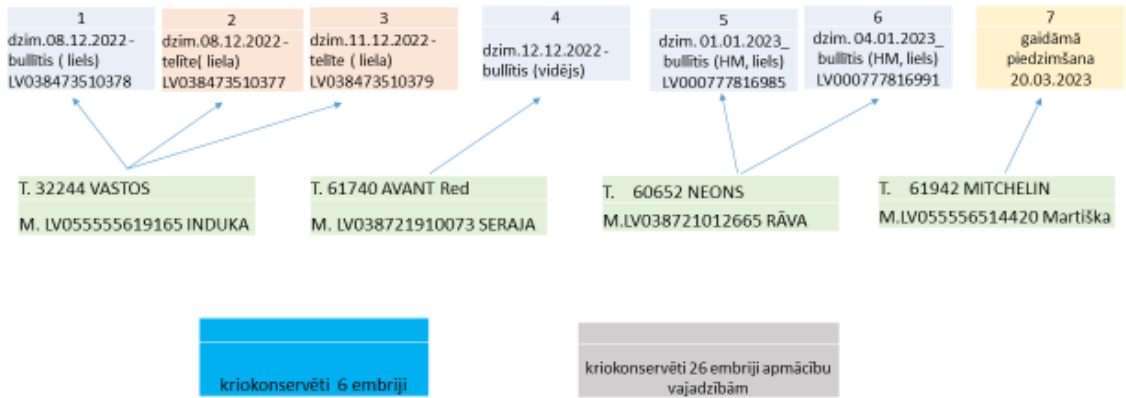 1
dzim.08.12.2022-
bullītis ( liels)
LV038473510378
2
dzim.08.12.2022-
telīte( liela)
LV038473510377
3
dzim.11.12.2022-
telīte ( liela)
LV038473510379
4
dzim.12.12.2022-
bullītis (vidējs)
5
dzim. 01.01.2023_
bullītis (HM, liels)
LV000777816985
6
dzim. 04.01.2023_
bullītis (HM, liels)
LV000777816991
7
gaidāmā
piedzimšana
20.03.2023
T. 32244 VASTOS
M. LV055555619165 INDUKA
T. 61740 AVANT Red
M. LV038721910073 SERAJA
T. 60652 NEONS
M.LV038721012665 RĀVA
T. 61942 MITCHELIN
M.LV055556514420 Martiška
kriokonservēti 6 embriji
kriokonservēti 26 embriji apmācību
vajadzībām